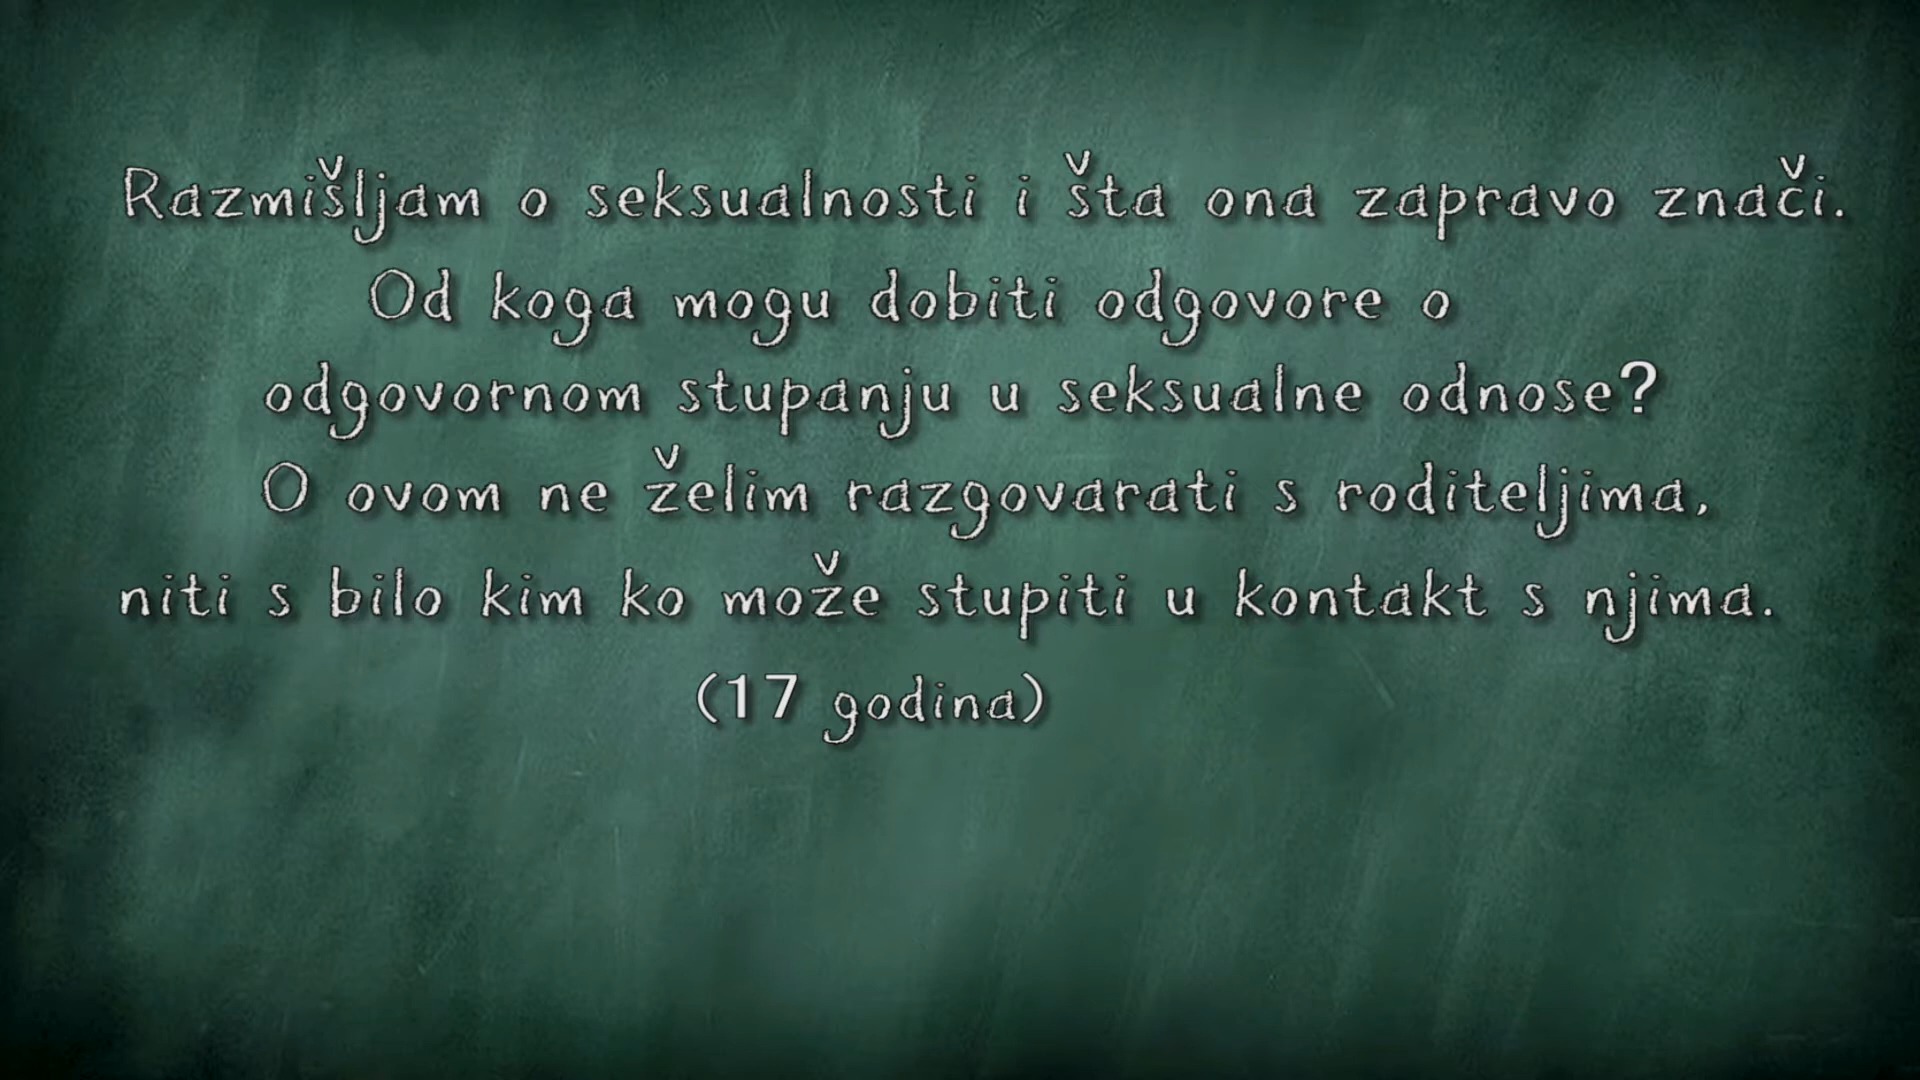 Razmišljam o seksualnosti i šta ona zapravo znači.
Od koga mogu dobiti odgovore o
odgovornom stupanju u seksualne odnose?
O ovom ne želim razgovarati s roditeljima,
niti s bilo kim ko može stupiti u kontakt s njima.
(17 godina)